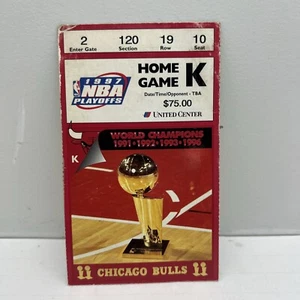 2 120 19 10
Enter Gate Section Row Seat
1997
NBA
PLAYOFFS
HOME
GAME K
Date/Time/Opponent - TBA
$75.00
UNITED CENTER
WORLD CHAMPIONS
1991•1992•1993•1996
K
CHICAGO BULLS